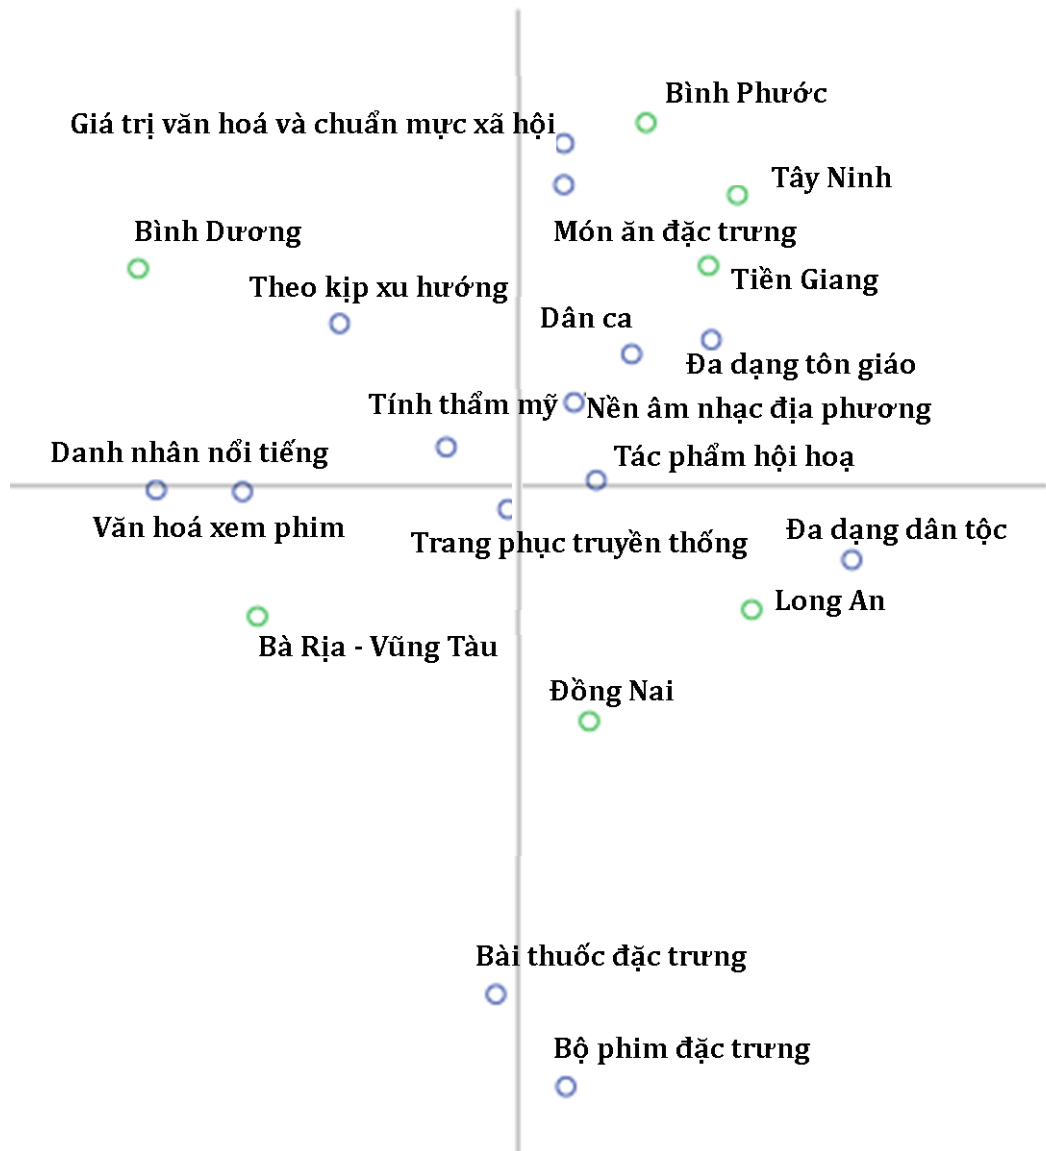 Bình Phước
Giá trị văn hoá và chuẩn mực xã hội
Tây Ninh
Bình Dương
Món ăn đặc trưng
Tiền Giang
Theo kịp xu hướng
Dân ca
Đa dạng tôn giáo
Tính thẩm mỹ
Nền âm nhạc địa phương
Danh nhân nổi tiếng
Tác phẩm hội hoạ
Văn hoá xem phim
Trang phục truyền thống
Đa dạng dân tộc
Long An
Bà Rịa - Vũng Tàu
Đồng Nai
Bài thuốc đặc trưng
Bộ phim đặc trưng